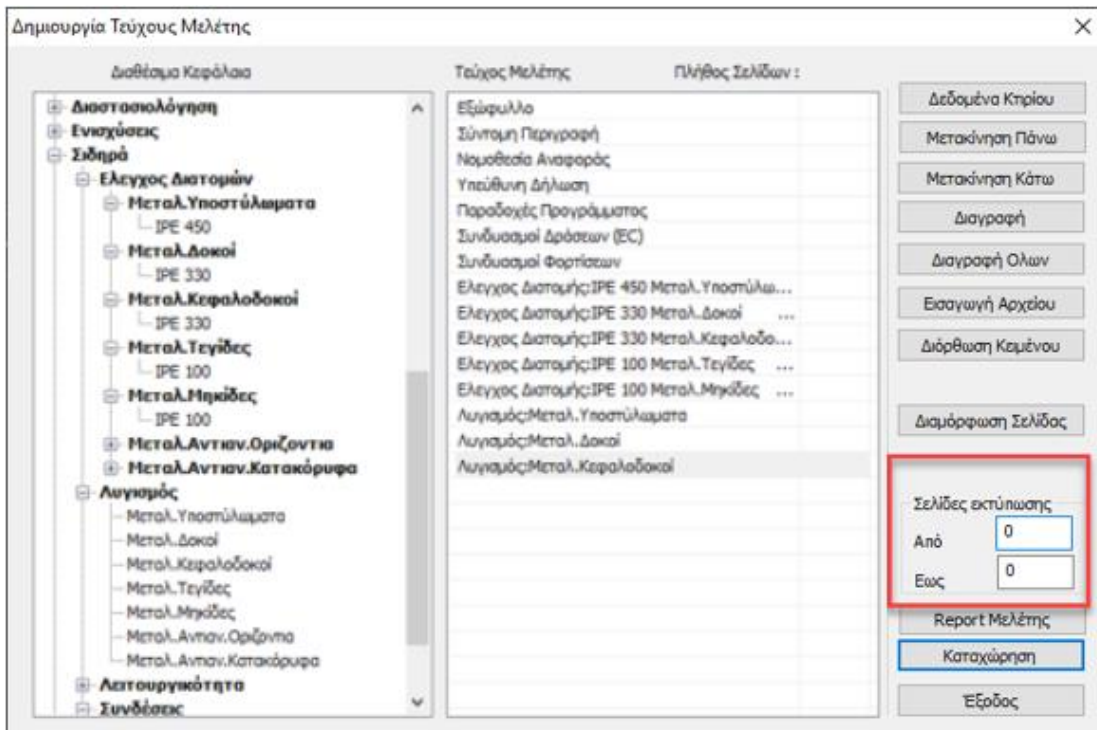 Δημιουργία Τεύχους Μελέτης
Διαθέσιμα Κεφάλαια
Διαστασιολόγηση
Ενισχύσεις
Σιδηρά
Ελεγχος Διατομών
Μεταλ.Υποστύλωματα
IPE 450
Μεταλ.Δοκοί
IPE 330
Μεταλ.Κεφαλοδοκοί
IPE 330
Μεταλ.Τεγίδες
IPE 100
Μεταλ.Μηκίδες
IPE 100
Μεταλ.Αντιαν.Οριζοντια
Μεταλ.Αντιαν.Κατακόρυφα
Λυγισμός
Μεταλ.Υποστύλωματα
Μεταλ.Δοκοί
Μεταλ.Κεφαλοδοκοί
Μεταλ.Τεγίδες
Μεταλ.Μηκίδες
Μεταλ.Αντιαν.Οριζοντια
Μεταλ.Αντιαν.Κατακόρυφα
Λειτουργικότητα
Συνδέσεις
Τεύχος Μελέτης Πλήθος Σελίδων :
Εξώφυλλο
Σύντομη Περιγραφή
Νομοθεσία Αναφοράς
Υπεύθυνη Δήλωση
Παραδοχές Προγράμματος
Συνδυασμοί Δράσεων (EC)
Συνδυασμοί Φορτίσεων
Ελεγχος Διατομής:IPE 450 Μεταλ.Υποστύλω...
Ελεγχος Διατομής:IPE 330 Μεταλ.Δοκοί ...
Ελεγχος Διατομής:IPE 330 Μεταλ.Κεφαλοδο...
Ελεγχος Διατομής:IPE 100 Μεταλ.Τεγίδες ...
Ελεγχος Διατομής:IPE 100 Μεταλ.Μηκίδες ...
Λυγισμός:Μεταλ.Υποστύλωματα
Λυγισμός:Μεταλ.Δοκοί
Λυγισμός:Μεταλ.Κεφαλοδοκοί
Δεδομένα Κτιρίου
Μετακίνηση Πάνω
Μετακίνηση Κάτω
Διαγραφή
Διαγραφή Ολων
Εισαγωγή Αρχείου
Διόρθωση Κειμένου
Διαμόρφωση Σελίδας
Σελίδες εκτύπωσης
Από 0
Εως 0
Report Μελέτης
Καταχώρηση
Έξοδος